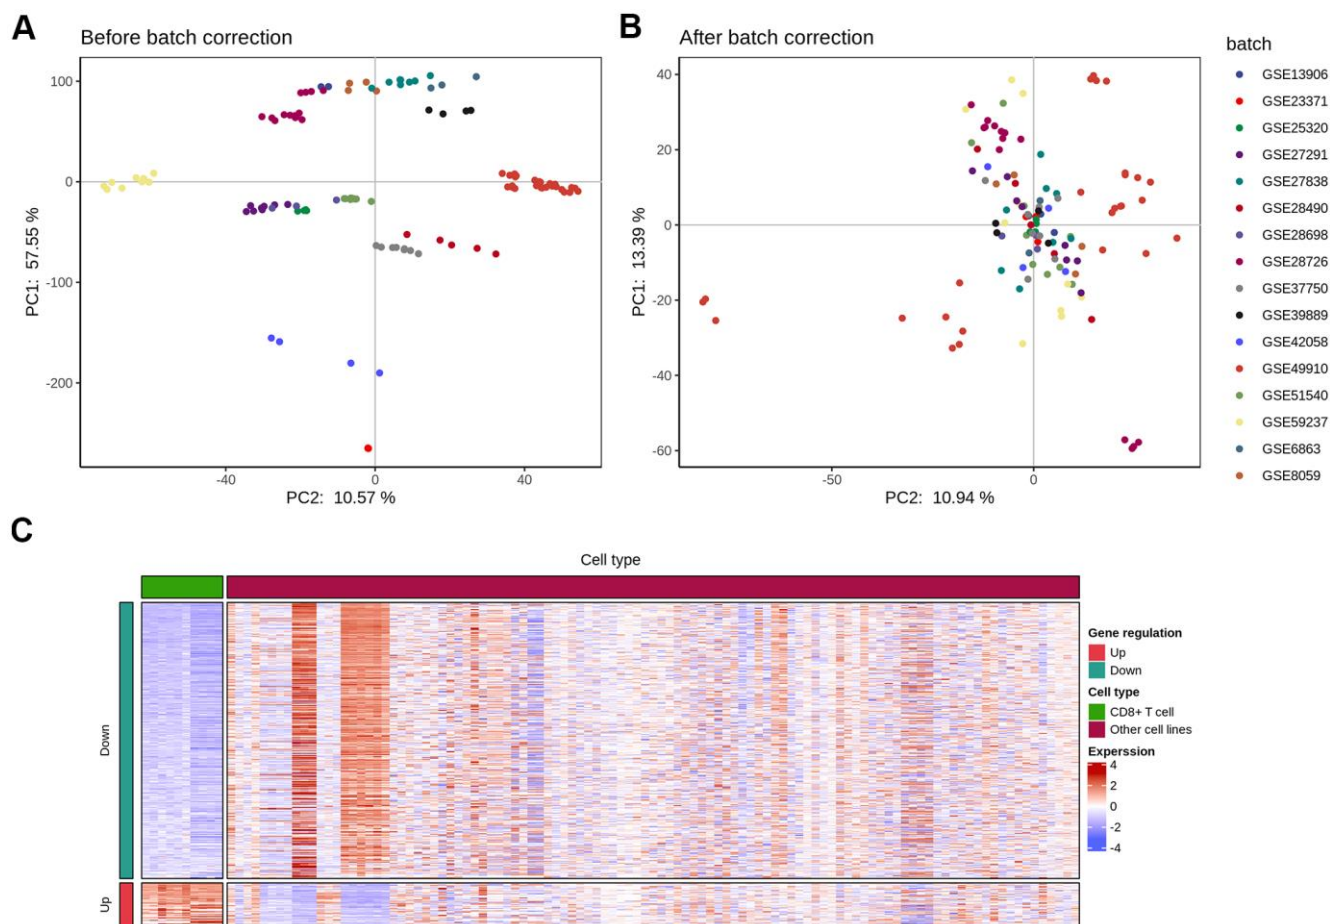 A
Before batch correction
100
0
-100
-200
PC1: 57.55 %
-40
0
40
PC2: 10.57 %
B
After batch correction
40
20
0
-20
-40
-60
PC1: 13.39 %
-50
0
PC2: 10.94 %
batch
GSE13906
GSE23371
GSE25320
GSE27291
GSE27838
GSE28490
GSE28698
GSE28726
GSE37750
GSE39889
GSE42058
GSE49910
GSE51540
GSE59237
GSE6863
GSE8059
C
Cell type
Down
Up
Gene regulation
Up
Down
Cell type
CD8+ T cell
Other cell lines
Experssion
4
2
0
-2
-4